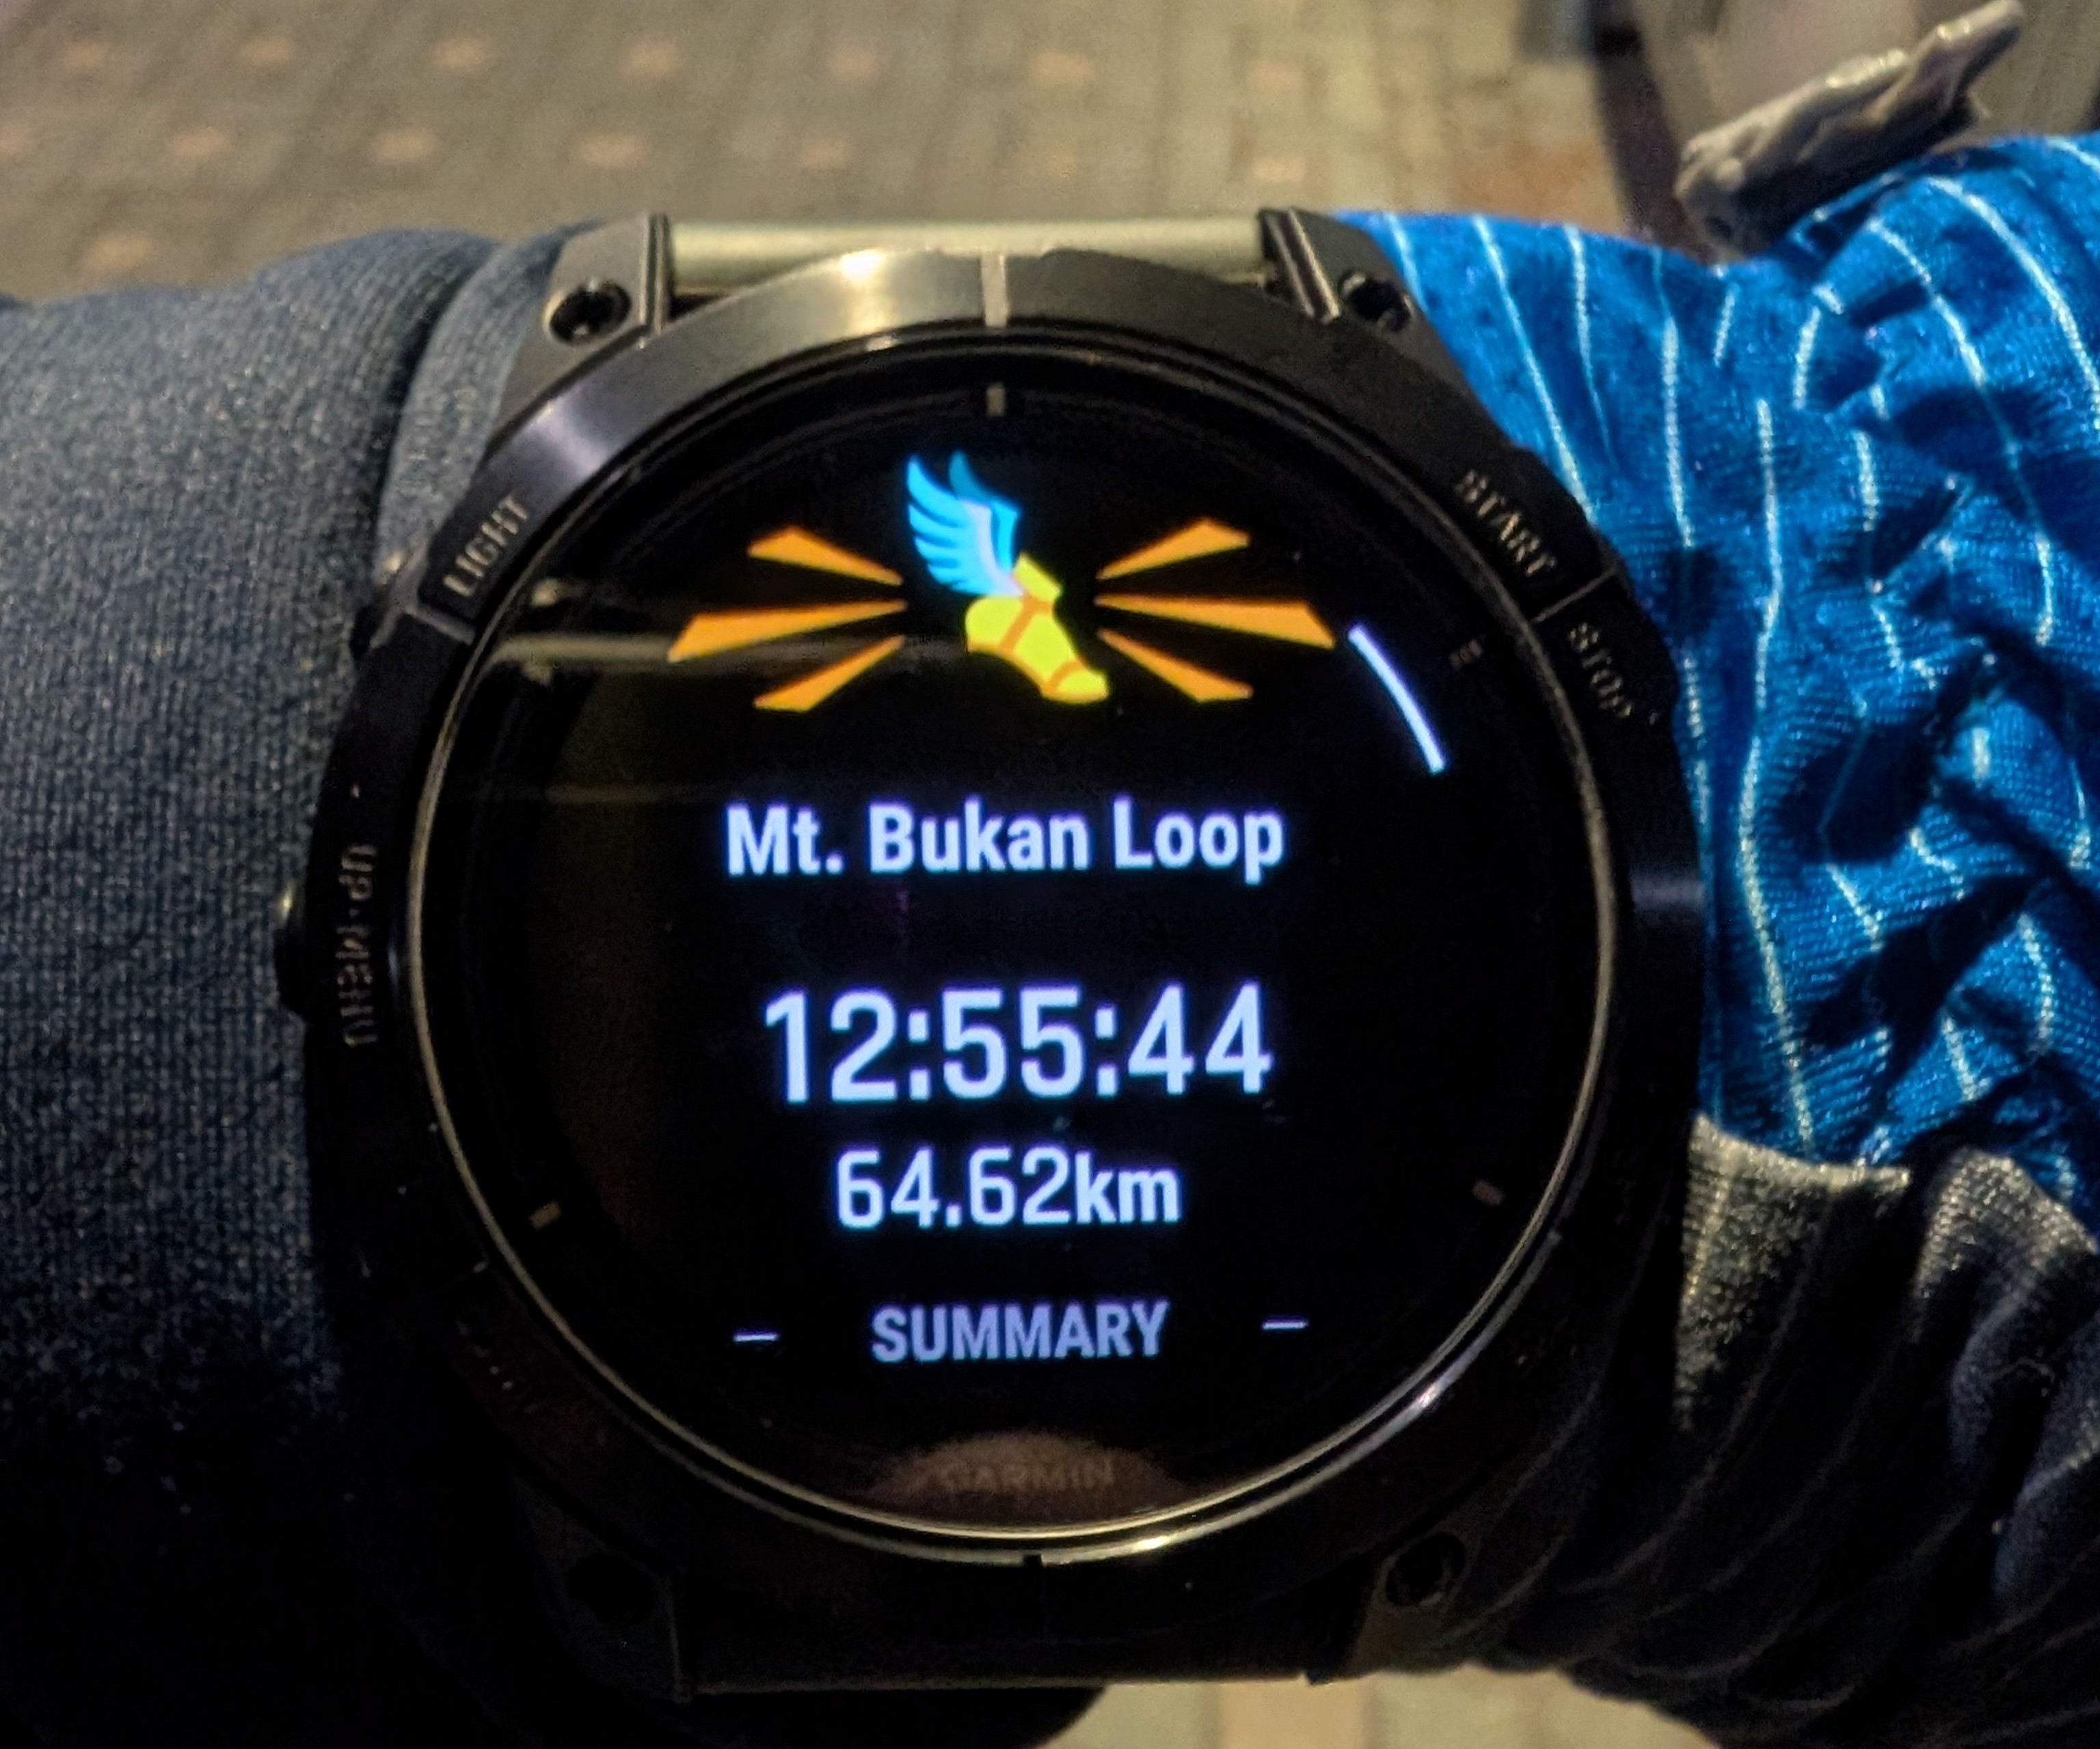 LIGHT
START
STOP
UP·MENU
Mt. Bukan Loop
12:55:44
64.62km
SUMMARY
GARMIN